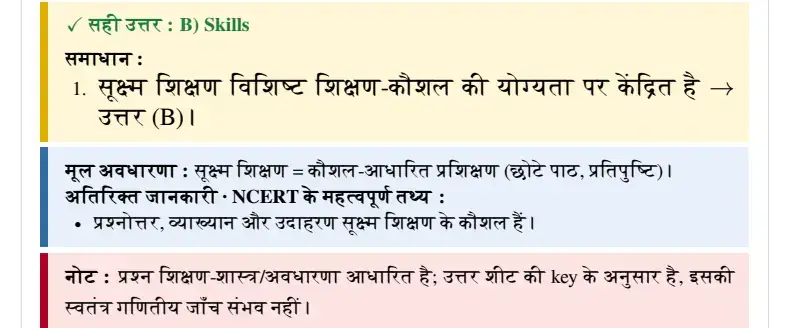 ✓ सही उत्तर : B) Skills
समाधान :
1. सूक्ष्म शिक्षण विशिष्ट शिक्षण-कौशल की योग्यता पर केंद्रित है →
उत्तर (B)।
मूल अवधारणा : सूक्ष्म शिक्षण = कौशल-आधारित प्रशिक्षण (छोटे पाठ, प्रतिपुष्टि)।
अतिरिक्त जानकारी · NCERT के महत्वपूर्ण तथ्य :
• प्रश्नोत्तर, व्याख्यान और उदाहरण सूक्ष्म शिक्षण के कौशल हैं।
नोट : प्रश्न शिक्षण-शास्त्र/अवधारणा आधारित है; उत्तर शीट की key के अनुसार है, इसकी
स्वतंत्र गणितीय जाँच संभव नहीं।